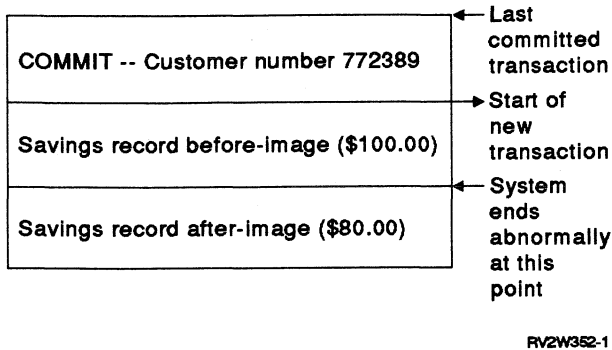 Last
committed
transaction
COMMIT -- Customer number 772389
Start of
new
transaction
Savings record before-image ($100.00)
System
ends
abnormally
at this
point
Savings record after-image ($80.00)
RV2W352-1